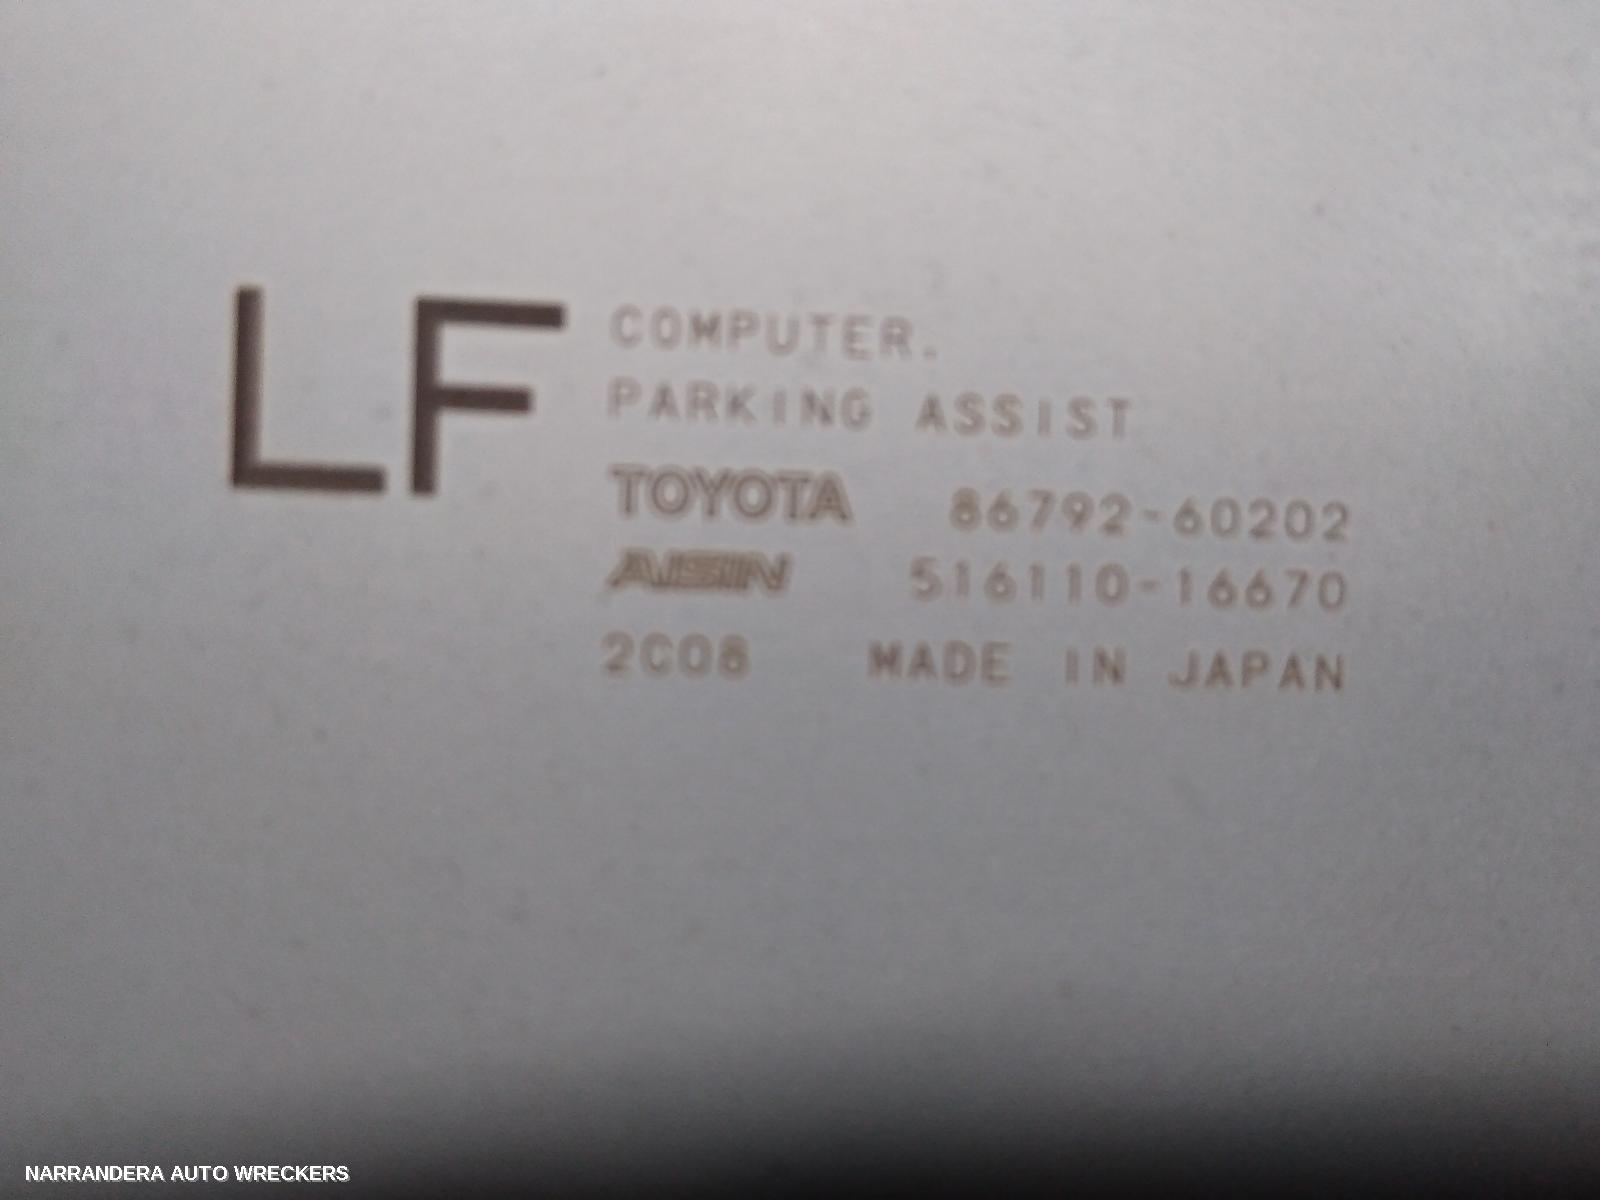 LF
COMPUTER.
PARKING ASSIST
TOYOTA 86792-60202
AISIN 516110-16670
2C08 MADE IN JAPAN
NARRANDERA AUTO WRECKERS